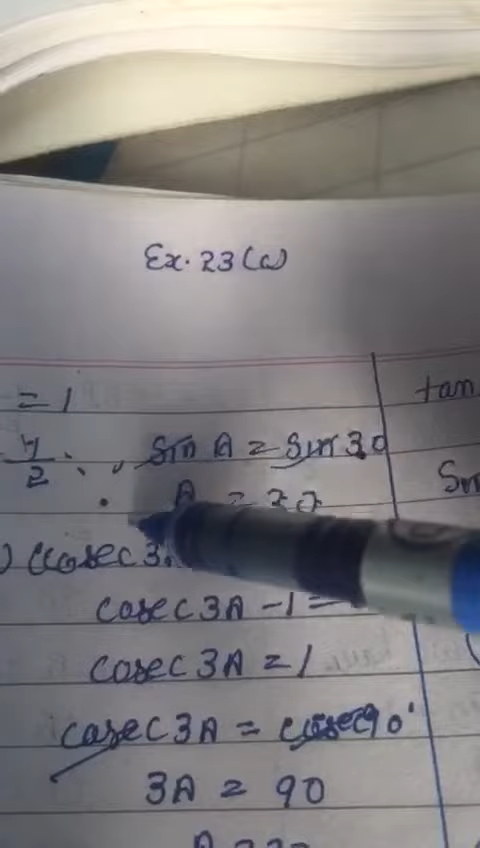 Ex. 23(c)
= 1
tan
1/2 ∴ sin A = sin 30
Sin
A = 30
) (cosec 3
cosec 3A - 1 =
cosec 3A = 1
cosec 3A = cosec 90°
3A = 90